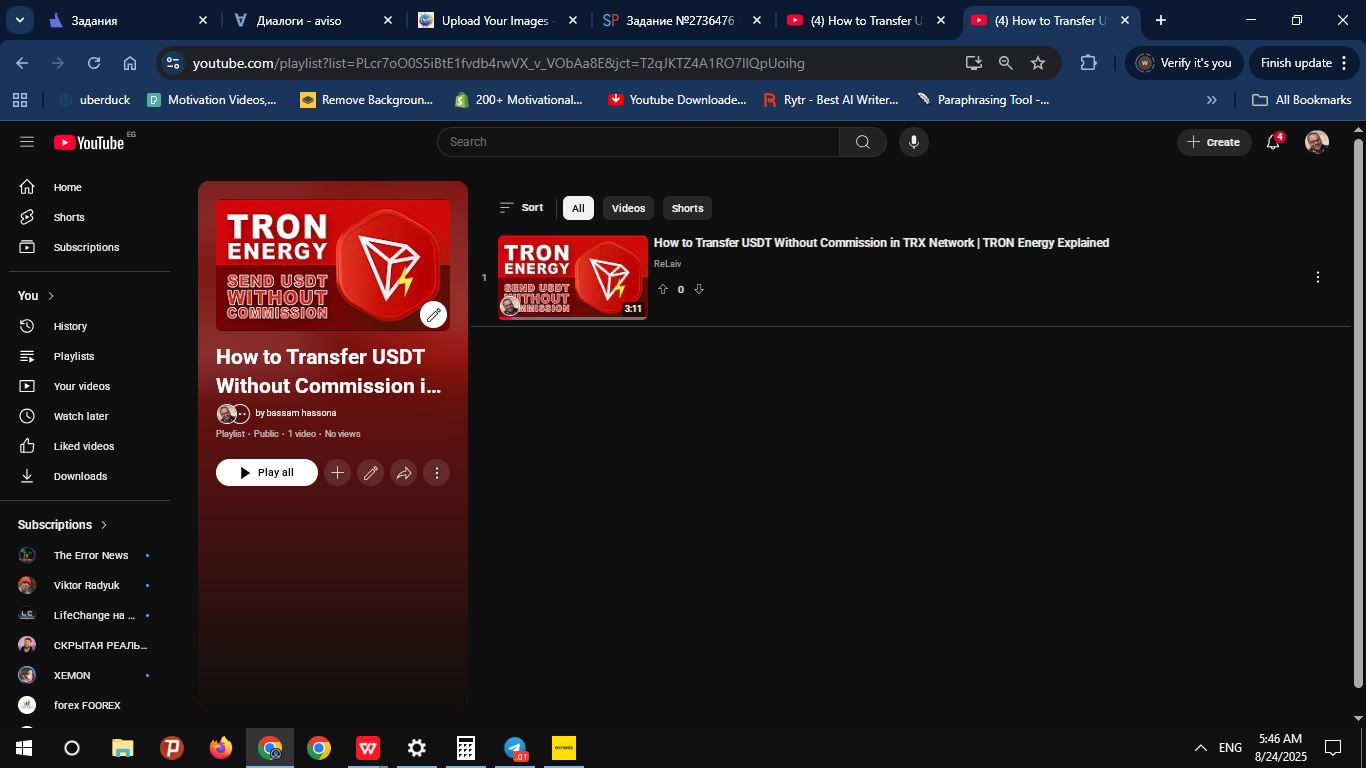 Задания
Диалоги - aviso
Upload Your Images -
Задание №2736476
(4) How to Transfer U
(4) How to Transfer U
youtube.com/playlist?list=PLcr7oO0S5iBtE1fvdb4rwVX_v_VObAa8E&jct=T2qJKTZ4A1RO7IlQpUoihg
Verify it's you
Finish update
uberduck
Motivation Videos,...
Remove Backgroun...
200+ Motivational...
Youtube Downloade...
Rytr - Best AI Writer...
Paraphrasing Tool -...
All Bookmarks
YouTube EG
Search
Create
4
Home
Shorts
Subscriptions
You
History
Playlists
Your videos
Watch later
Liked videos
Downloads
Subscriptions
The Error News
Viktor Radyuk
LifeChange на ...
СКРЫТАЯ РЕАЛЬ...
XEMON
forex FOOREX
TRON
ENERGY
SEND USDT
WITHOUT
COMMISSION
How to Transfer USDT
Without Commission i...
by bassam hassona
Playlist • Public • 1 video • No views
Play all
Sort
All
Videos
Shorts
1
TRON
ENERGY
SEND USDT
WITHOUT
COMMISSION
3:11
How to Transfer USDT Without Commission in TRX Network | TRON Energy Explained
ReLaiv
0
.01
exness
ENG
5:46 AM
8/24/2025